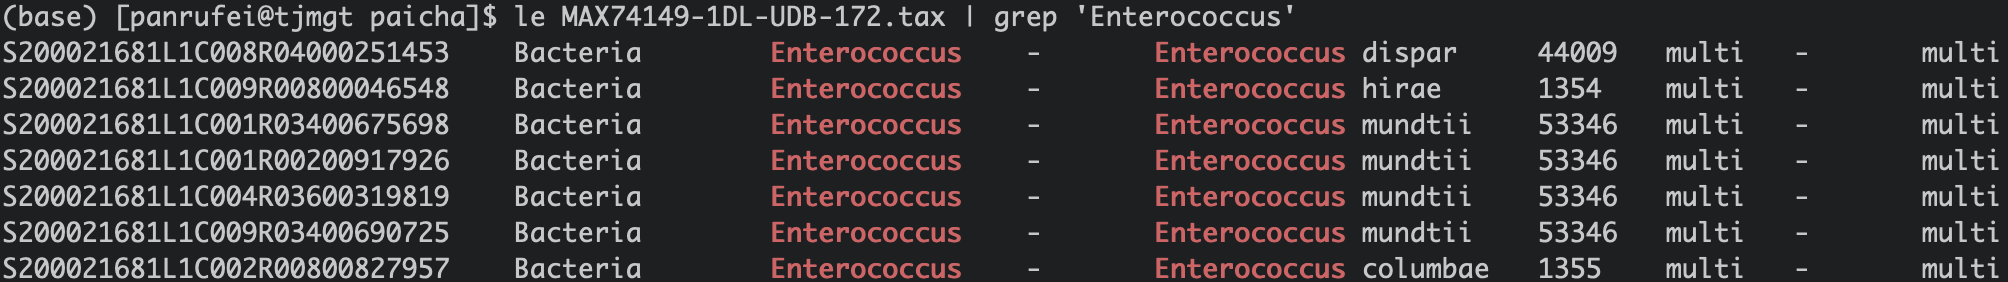 (base) [panrufei@tjmgt paicha]$ le MAX74149-1DL-UDB-172.tax | grep 'Enterococcus'
S200021681L1C008R04000251453 Bacteria Enterococcus - Enterococcus dispar 44009 multi - multi
S200021681L1C009R00800046548 Bacteria Enterococcus - Enterococcus hirae 1354 multi - multi
S200021681L1C001R03400675698 Bacteria Enterococcus - Enterococcus mundtii 53346 multi - multi
S200021681L1C001R00200917926 Bacteria Enterococcus - Enterococcus mundtii 53346 multi - multi
S200021681L1C004R03600319819 Bacteria Enterococcus - Enterococcus mundtii 53346 multi - multi
S200021681L1C009R03400690725 Bacteria Enterococcus - Enterococcus mundtii 53346 multi - multi
S200021681L1C002R00800827957 Bacteria Enterococcus - Enterococcus columbae 1355 multi - multi